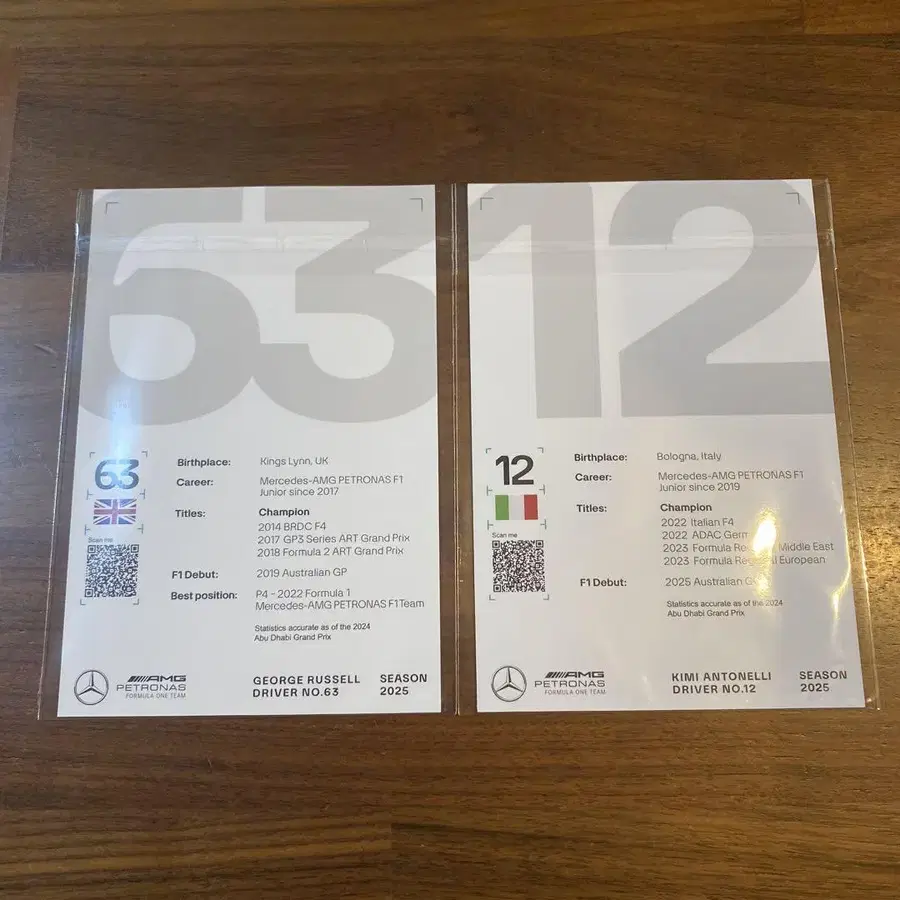 63
63
Birthplace: Kings Lynn, UK
Career: Mercedes-AMG PETRONAS F1
Junior since 2017
Titles: Champion
2014 BRDC F4
2017 GP3 Series ART Grand Prix
2018 Formula 2 ART Grand Prix
Scan me
F1 Debut: 2019 Australian GP
Best position: P4 - 2022 Formula 1
Mercedes-AMG PETRONAS F1 Team
Statistics accurate as of the 2024
Abu Dhabi Grand Prix
AMG
PETRONAS
FORMULA ONE TEAM
GEORGE RUSSELL
DRIVER NO.63
SEASON
2025
12
12
Birthplace: Bologna, Italy
Career: Mercedes-AMG PETRONAS F1
Junior since 2019
Titles: Champion
2022 Italian F4
2022 ADAC
2023 Formula Middle East
2023 Formula Regional European
Scan me
F1 Debut: 2025 Australian
Statistics accurate as of the 2024
Abu Dhabi Grand Prix
AMG
PETRONAS
FORMULA ONE TEAM
KIMI ANTONELLI
DRIVER NO.12
SEASON
2025